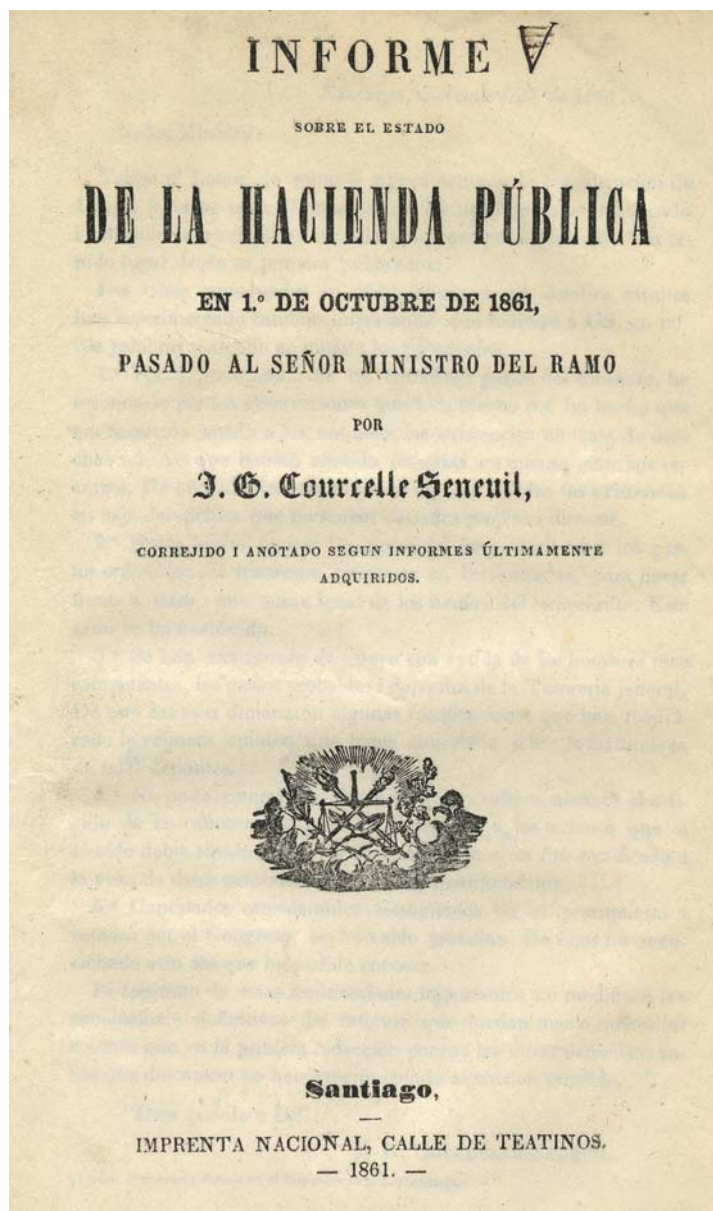 INFORME
SOBRE EL ESTADO
DE LA HACIENDA PÚBLICA
EN 1.º DE OCTUBRE DE 1861,
PASADO AL SEÑOR MINISTRO DEL RAMO
POR
J. G. Courcelle Seneuil,
CORREJIDO I ANOTADO SEGUN INFORMES ÚLTIMAMENTE
ADQUIRIDOS.
Santiago,
IMPRENTA NACIONAL, CALLE DE TEATINOS.
— 1861. —